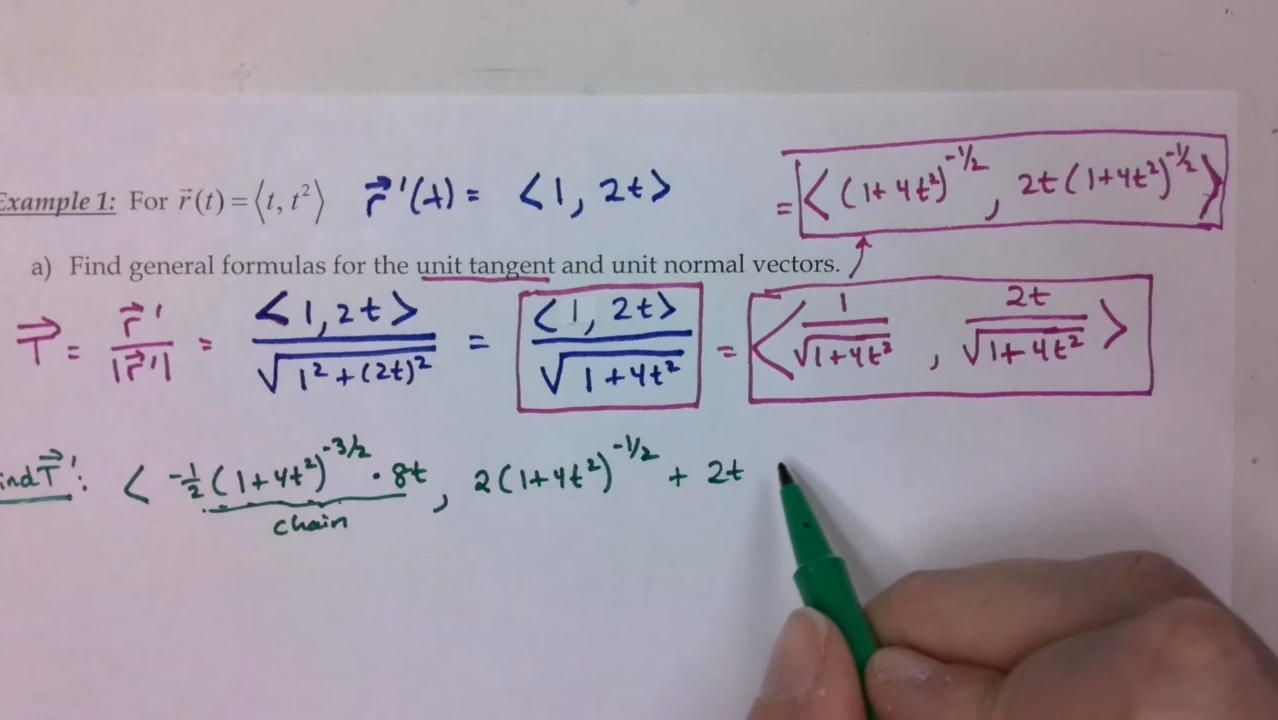 Example 1: For r⃗(t) = ⟨t, t²⟩ r⃗'(t) = <1, 2t>
= <(1+4t²)^(-1/2), 2t(1+4t²)^(-1/2)>
a) Find general formulas for the unit tangent and unit normal vectors.
T⃗ = r⃗'/|r⃗'| = <1, 2t>/√(1²+(2t)²) = <1, 2t>/√(1+4t²) = <1/√(1+4t²), 2t/√(1+4t²)>
ind T⃗': < -1/2(1+4t²)^(-3/2) · 8t, 2(1+4t²)^(-1/2) + 2t
chain